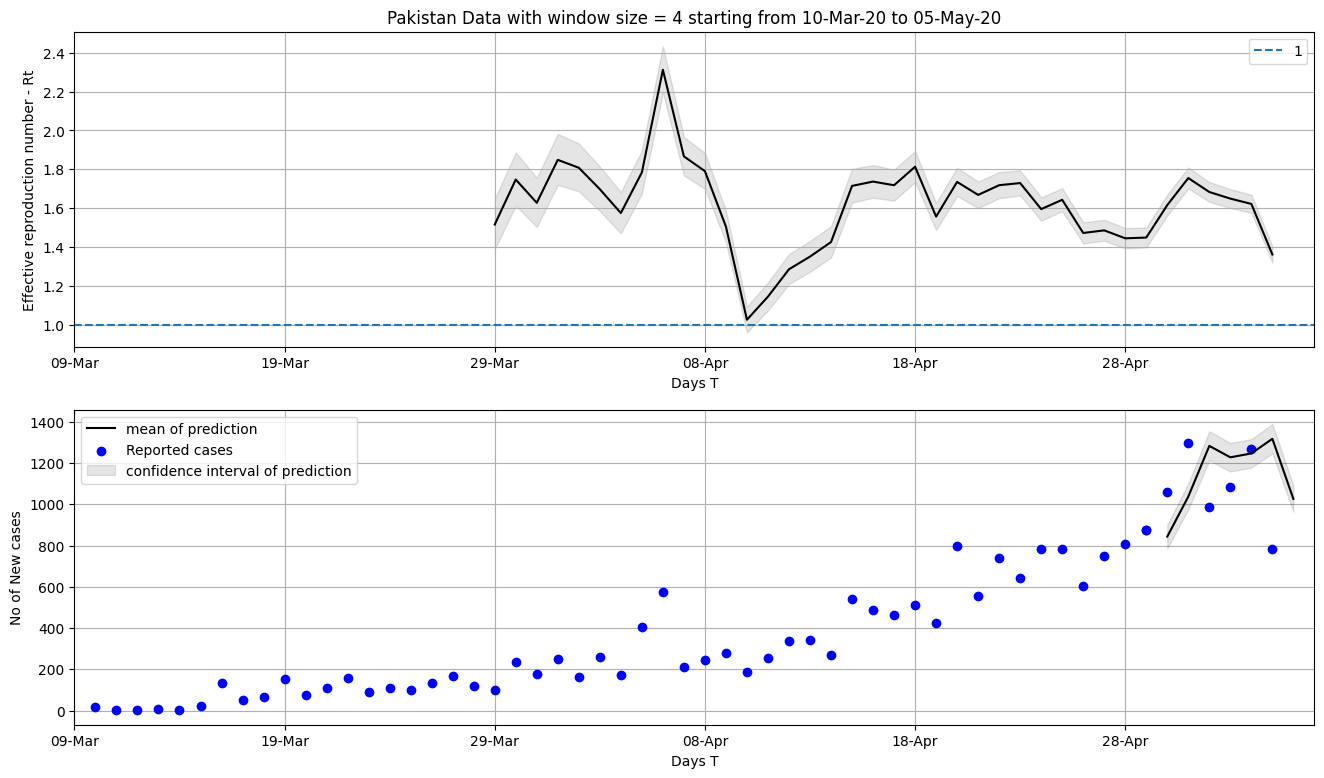 Pakistan Data with window size = 4 starting from 10-Mar-20 to 05-May-20
Effective reproduction number - Rt
2.4
2.2
2.0
1.8
1.6
1.4
1.2
1.0
1
09-Mar
19-Mar
29-Mar
08-Apr
18-Apr
28-Apr
Days T
No of New cases
1400
1200
1000
800
600
400
200
0
mean of prediction
Reported cases
confidence interval of prediction
09-Mar
19-Mar
29-Mar
08-Apr
18-Apr
28-Apr
Days T